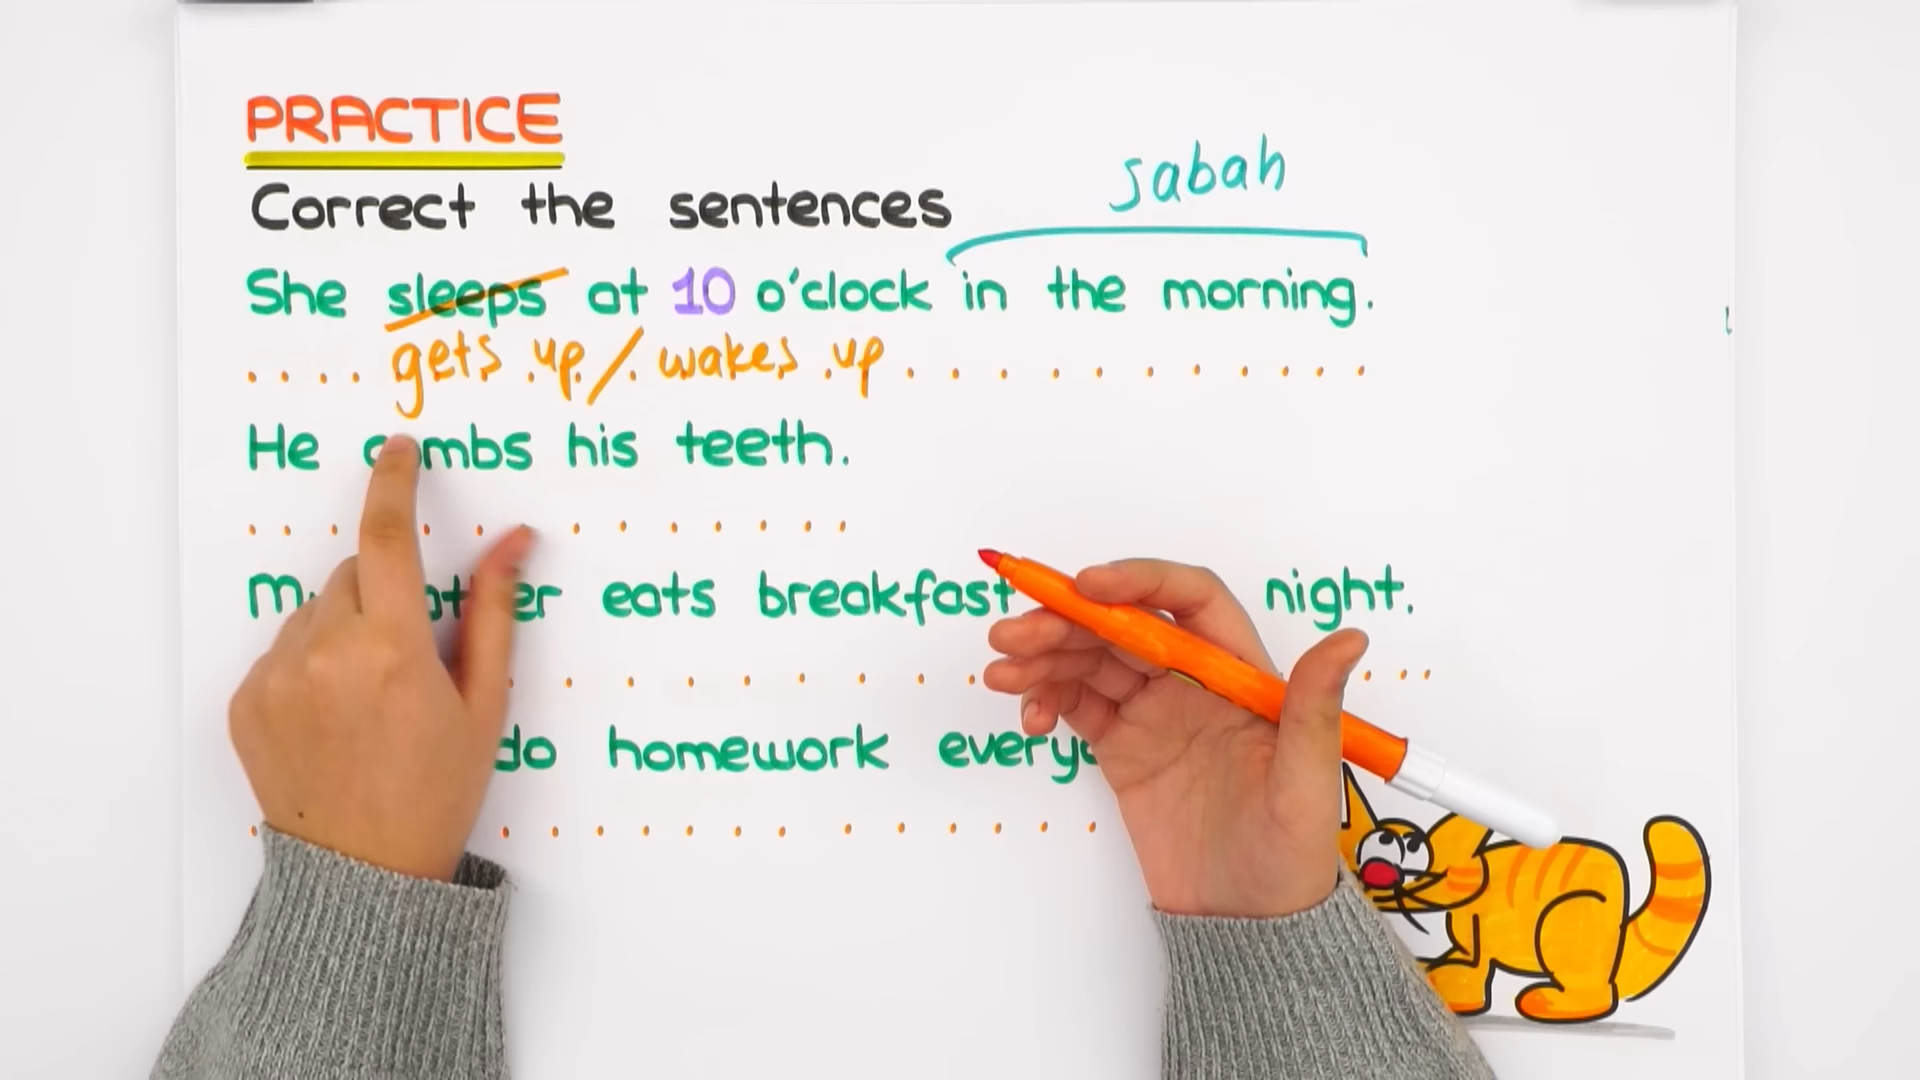 PRACTICE
Correct the sentences
sabah
She sleeps at 10 o'clock in the morning.
gets up / wakes up
He combs his teeth.
eats breakfast night.
do homework